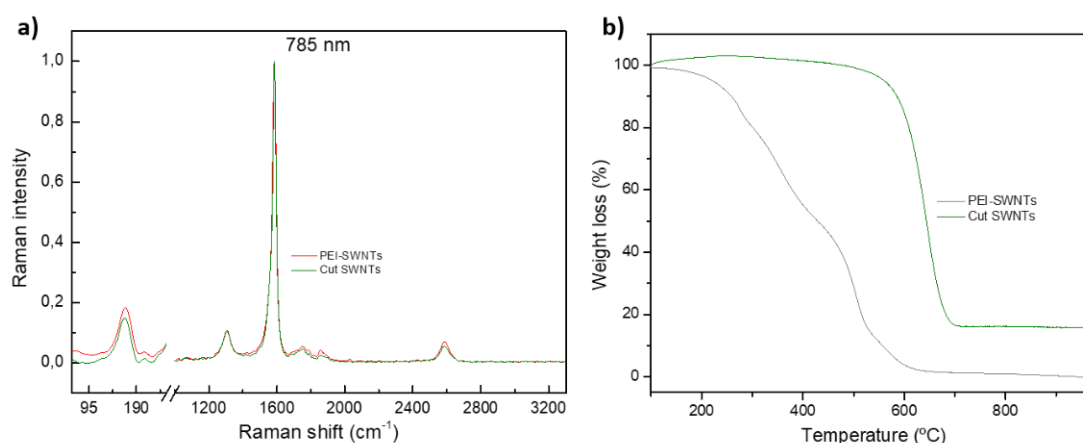 a)
785 nm
1,0
0,8
0,6
0,4
0,2
0,0
Raman intensity
PEI-SWNTs
Cut SWNTs
95 190 1200 1600 2000 2400 2800 3200
Raman shift (cm⁻¹)
b)
100
80
60
40
20
0
Weight loss (%)
PEI-SWNTs
Cut SWNTs
200 400 600 800
Temperature (ºC)